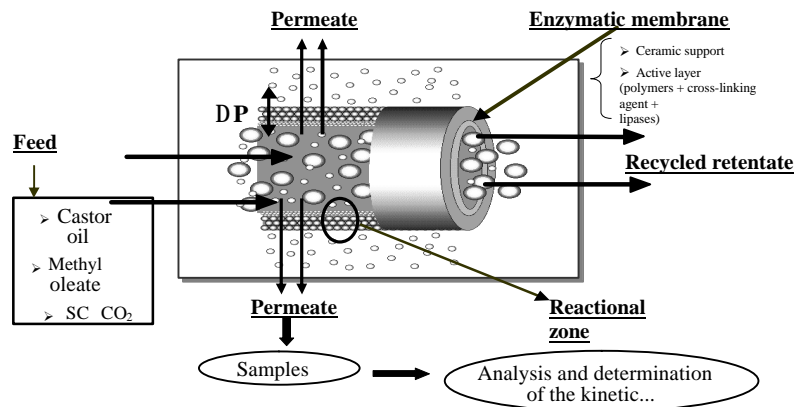 Permeate
Enzymatic membrane
➢ Ceramic support
➢ Active layer
(polymers + cross-linking
agent +
lipases)
DP
Feed
Recycled retentate
➢ Castor
oil
➢ Methyl
oleate
➢ SC CO₂
Permeate
Reactional
zone
Samples
Analysis and determination
of the kinetic...